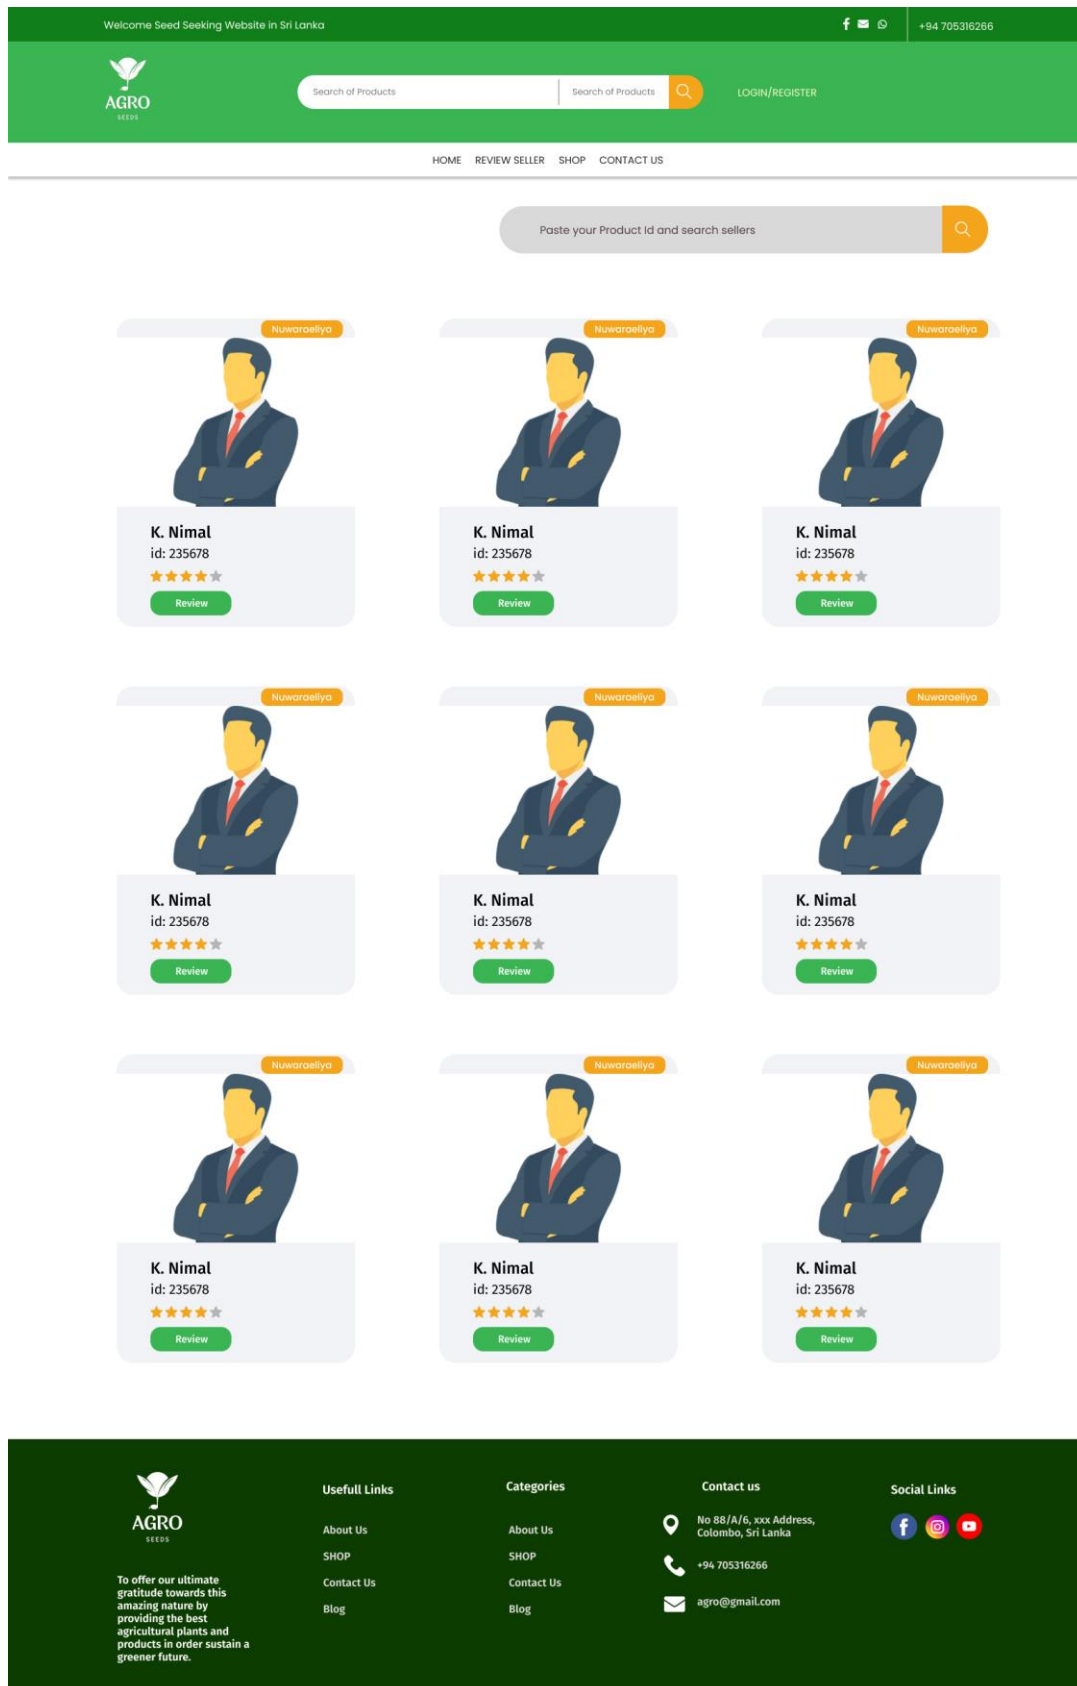 Welcome Seed Seeking Website in Sri Lanka
+94 705316266
AGRO
SEEDS
Search of Products
Search of Products
LOGIN/REGISTER
HOME REVIEW SELLER SHOP CONTACT US
Paste your Product Id and search sellers
Nuwaraeliya
Nuwaraeliya
Nuwaraeliya
K. Nimal
id: 235678
Review
K. Nimal
id: 235678
Review
K. Nimal
id: 235678
Review
Nuwaraeliya
Nuwaraeliya
Nuwaraeliya
K. Nimal
id: 235678
Review
K. Nimal
id: 235678
Review
K. Nimal
id: 235678
Review
Nuwaraeliya
Nuwaraeliya
Nuwaraeliya
K. Nimal
id: 235678
Review
K. Nimal
id: 235678
Review
K. Nimal
id: 235678
Review
AGRO
SEEDS
To offer our ultimate
gratitude towards this
amazing nature by
providing the best
agricultural plants and
products in order sustain a
greener future.
Usefull Links
About Us
SHOP
Contact Us
Blog
Categories
About Us
SHOP
Contact Us
Blog
Contact us
No 88/A/6, xxx Address,
Colombo, Sri Lanka
+94 705316266
agro@gmail.com
Social Links